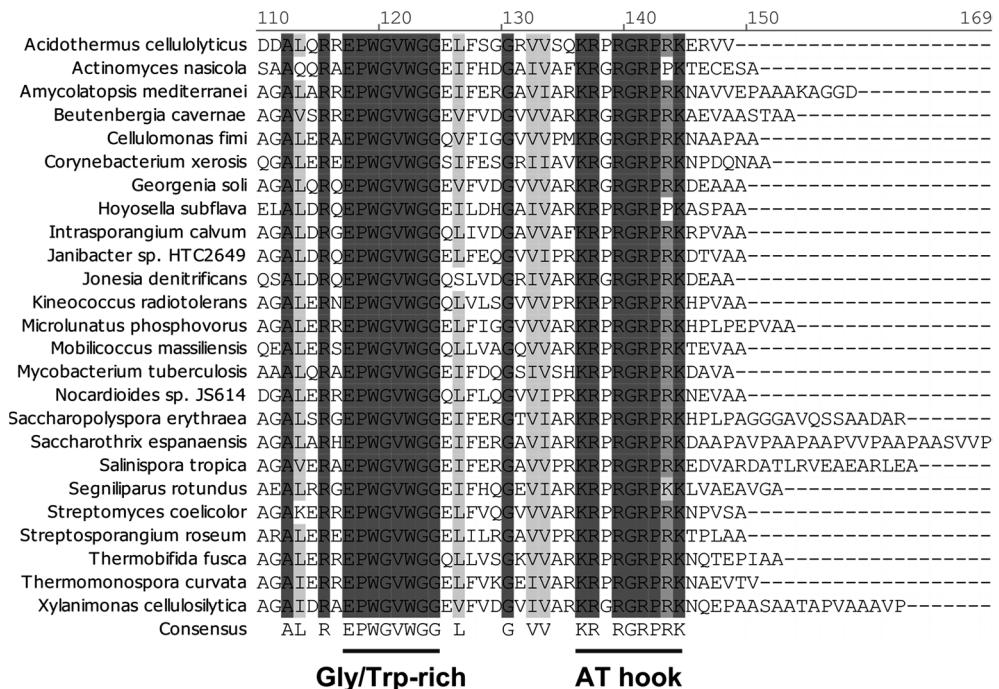 110 120 130 140 150 169
Acidothermus cellulolyticus DDALQRREPWGVWGGELFSGGRVVSQKRPRGRPRKERVV---------------------
Actinomyces nasicola SAAQQRAEPWGVWGGEIFHDGAIVAFKRGRGRPPKTECESA-------------------
Amycolatopsis mediterranei AGALARREPWGVWGGEIFERGAVIARKRPRGRPRKNAVVEPAAAKAGGD-----------
Beutenbergia cavernae AGAVSRREPWGVWGGEVFVDGVVVARKRGRGRPRKAEVAASTAA----------------
Cellulomonas fimi AGALERAEPWGVWGGQVFIGGVVVPMKRGRGRPRKNAAPAA-------------------
Corynebacterium xerosis QGALEREEPWGVWGGSIFESGRIIAVKRGRGRPRKNPDQNAA------------------
Georgenia soli AGALQRQEPWGVWGGEVFVDGVVVARKRGRGRPRKDEAAA--------------------
Hoyosella subflava ELALDRQEPWGVWGGEILDHGAIVARKRPRGRPPKASPAA--------------------
Intrasporangium calvum AGALDRGEPWGVWGGQLIVDGAVVAFKRPRGRPRKRPVAA--------------------
Janibacter sp. HTC2649 AGALDRREPWGVWGGELFEQGVVIPRKRPRGRPRKDTVAA--------------------
Jonesia denitrificans QSALDRQEPWGVWGGQSLVDGRIVARKRGRGRPRKDEAA---------------------
Kineococcus radiotolerans AGALERNEPWGVWGGQLVLSGVVVPRKRPRGRPRKHPVAA--------------------
Microlunatus phosphovorus AGALERREPWGVWGGELFIGGVVVARKRPRGRPRKHPLPEPVAA----------------
Mobilicoccus massiliensis QEALERSEPWGVWGGQLLVAGQVVARKRPRGRPRKTEVAA--------------------
Mycobacterium tuberculosis AAALQRAEPWGVWGGEIFDQGSIVSHKRPRGRPRKDAVA---------------------
Nocardioides sp. JS614 DGALERREPWGVWGGQLFLQGVVIPRKRPRGRPRKNEVAA--------------------
Saccharopolyspora erythraea AGALSRGEPWGVWGGEIFERGTVIARKRPRGRPRKHPLPAGGGAVQSSAADAR-------
Saccharothrix espanaensis AGALARHEPWGVWGGEIFERGAVIARKRPRGRPRKDAAPAVPAAPAAPVVPAAPAASVVP
Salinispora tropica AGAVERAEPWGVWGGEIFERGAVVPRKRPRGRPRKEDVARDATLRVEAEARLEA------
Segniliparus rotundus AEALRRGEPWGVWGGEIFHQGEVIARKRPRGRPKKLVAEAVGA-----------------
Streptomyces coelicolor AGAKERREPWGVWGGELFVQGVVVARKRPRGRPRKNPVSA--------------------
Streptosporangium roseum ARALEREEPWGVWGGELILRGAVVPRKRPRGRPRKTPLAA--------------------
Thermobifida fusca AGALERREPWGVWGGQLLVSGKVVARKRPRGRPRKNQTEPIAA-----------------
Thermomonospora curvata AGAIERREPWGVWGGELFVKGEIVARKRPRGRPRKNAEVTV-------------------
Xylanimonas cellulosilytica AGAIDRAEPWGVWGGEVFVDGVIVARKRGRGRPRKNQEPAASAATAPVAAAVP-------
Consensus AL R EPWGVWGG L G VV KR RGRPRK
Gly/Trp-rich AT hook